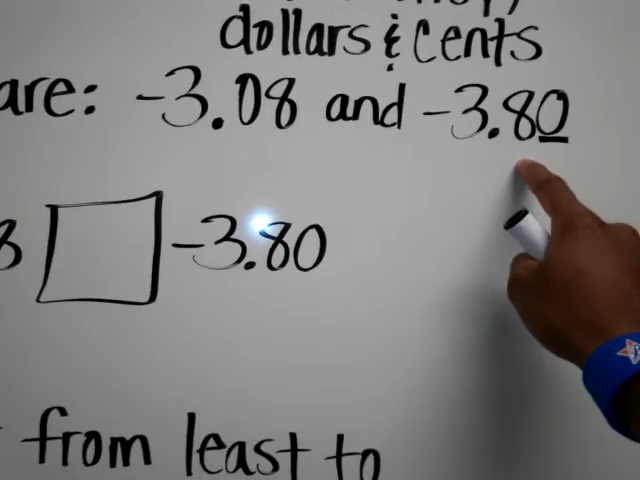 dollars & cents
are: -3.08 and -3.80
8 -3.80
from least to